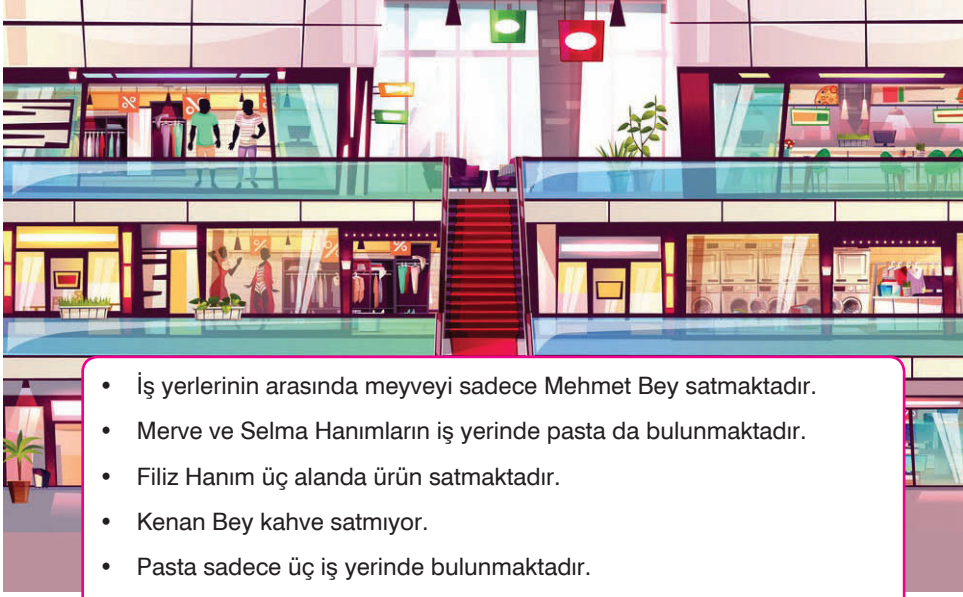 • İş yerlerinin arasında meyveyi sadece Mehmet Bey satmaktadır.
• Merve ve Selma Hanımların iş yerinde pasta da bulunmaktadır.
• Filiz Hanım üç alanda ürün satmaktadır.
• Kenan Bey kahve satmıyor.
• Pasta sadece üç iş yerinde bulunmaktadır.